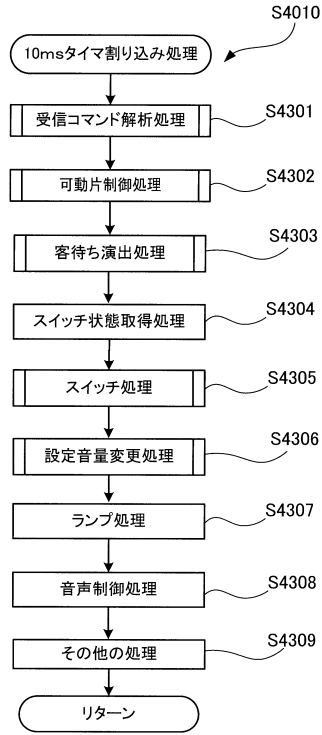 S4010
10msタイマ割り込み処理
受信コマンド解析処理
S4301
可動片制御処理
S4302
客待ち演出処理
S4303
スイッチ状態取得処理
S4304
スイッチ処理
S4305
設定音量変更処理
S4306
ランプ処理
S4307
音声制御処理
S4308
その他の処理
S4309
リターン